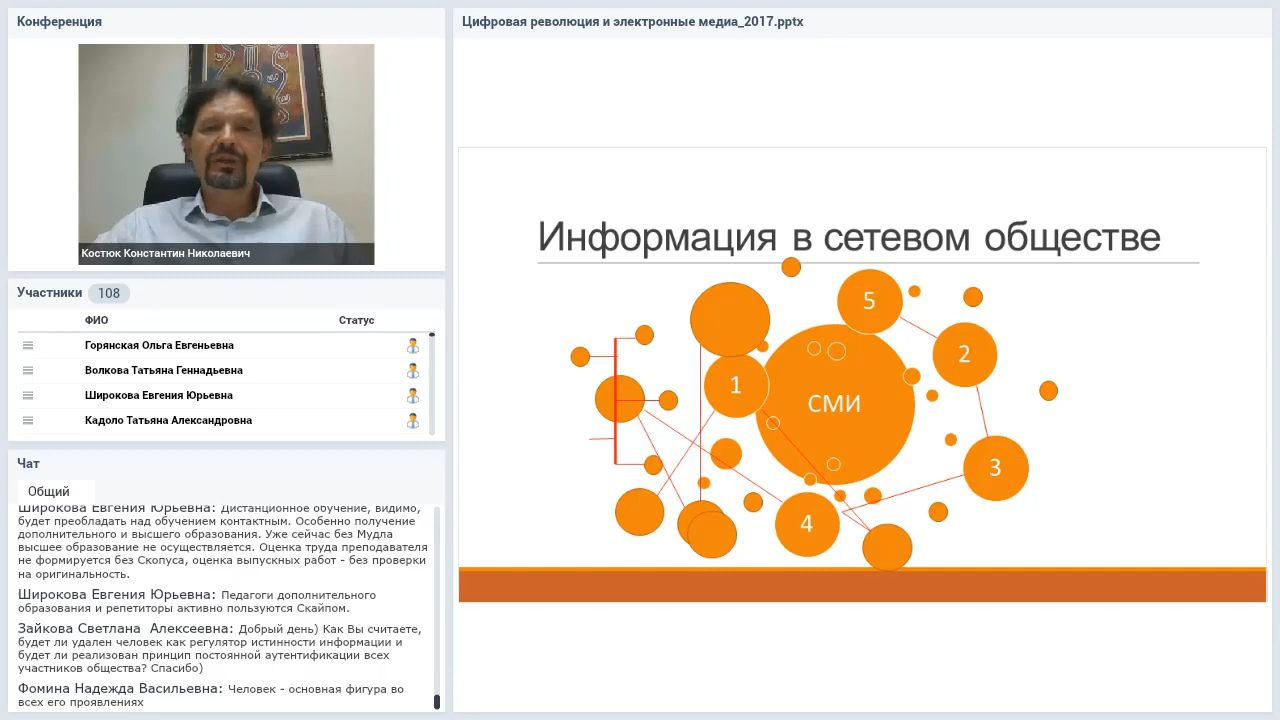 Конференция
Костюк Константин Николаевич
Участники 108
ФИО Статус
Горянская Ольга Евгеньевна
Волкова Татьяна Геннадьевна
Широкова Евгения Юрьевна
Кадоло Татьяна Александровна
Чат
Общий
Широкова Евгения Юрьевна: Дистанционное обучение, видимо,
будет преобладать над обучением контактным. Особенно получение
дополнительного и высшего образования. Уже сейчас без Мудла
высшее образование не осуществляется. Оценка труда преподавателя
не формируется без Скопуса, оценка выпускных работ - без проверки
на оригинальность.
Широкова Евгения Юрьевна: Педагоги дополнительного
образования и репетиторы активно пользуются Скайпом.
Зайкова Светлана Алексеевна: Добрый день) Как Вы считаете,
будет ли удален человек как регулятор истинности информации и
будет ли реализован принцип постоянной аутентификации всех
участников общества? Спасибо)
Фомина Надежда Васильевна: Человек - основная фигура во
всех его проявлениях
Цифровая революция и электронные медиа_2017.pptx
Информация в сетевом обществе
5
2
1
СМИ
3
4